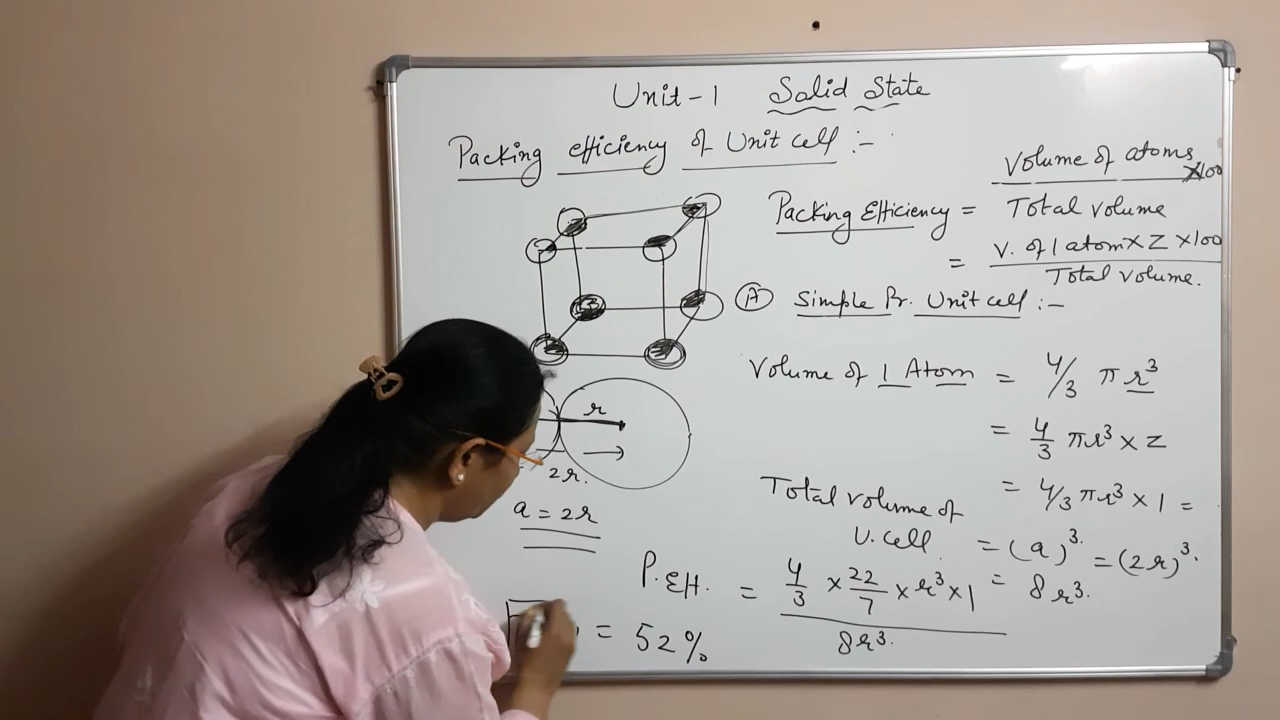 Unit-1 Solid State
Packing efficiency of Unit cell :-
Packing Efficiency = Volume of atoms ×100
Total volume
= V. of 1 atom × Z ×100
Total volume.
(A) Simple Pr. Unit cell :-
Volume of 1 Atom = 4/3 π r³
= 4/3 πr³ × Z
= 4/3 πr³ × 1 =
r
2r.
a = 2r
Total volume of
U. cell = (a)³. = (2r)³.
= 8r³.
P. Eff. = 4/3 × 22/7 × r³ × 1
8r³.
= 52%